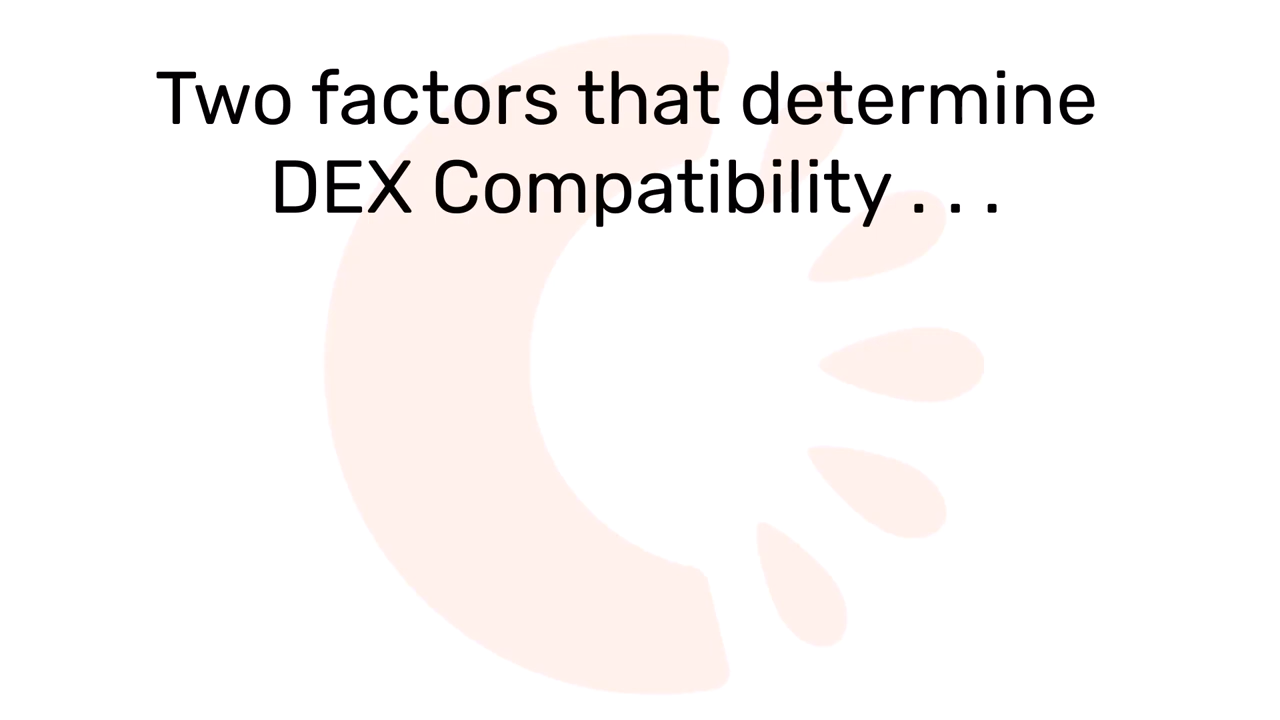 Two factors that determine
DEX Compatibility . . .